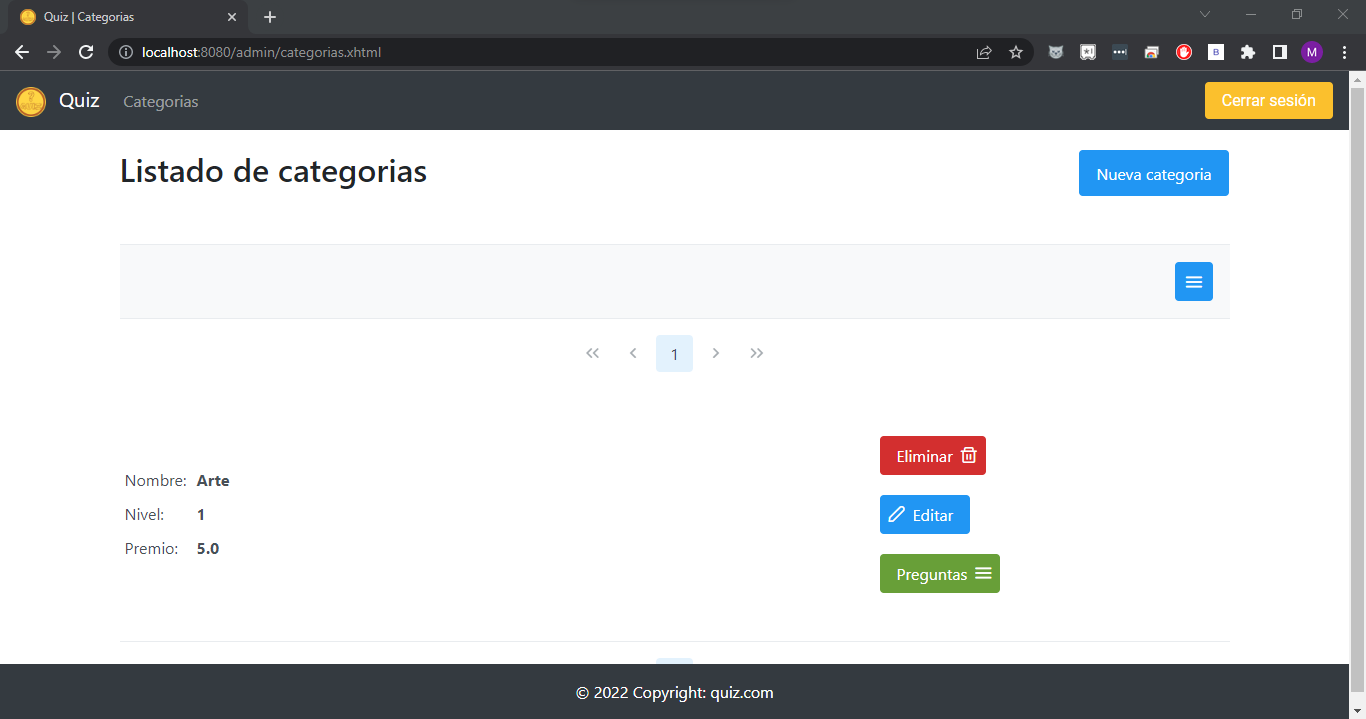 Quiz | Categorias
localhost:8080/admin/categorias.xhtml
M
Quiz Categorias Cerrar sesión
Listado de categorias Nueva categoria
1
Eliminar
Nombre: Arte
Nivel: 1
Editar
Premio: 5.0
Preguntas
© 2022 Copyright: quiz.com